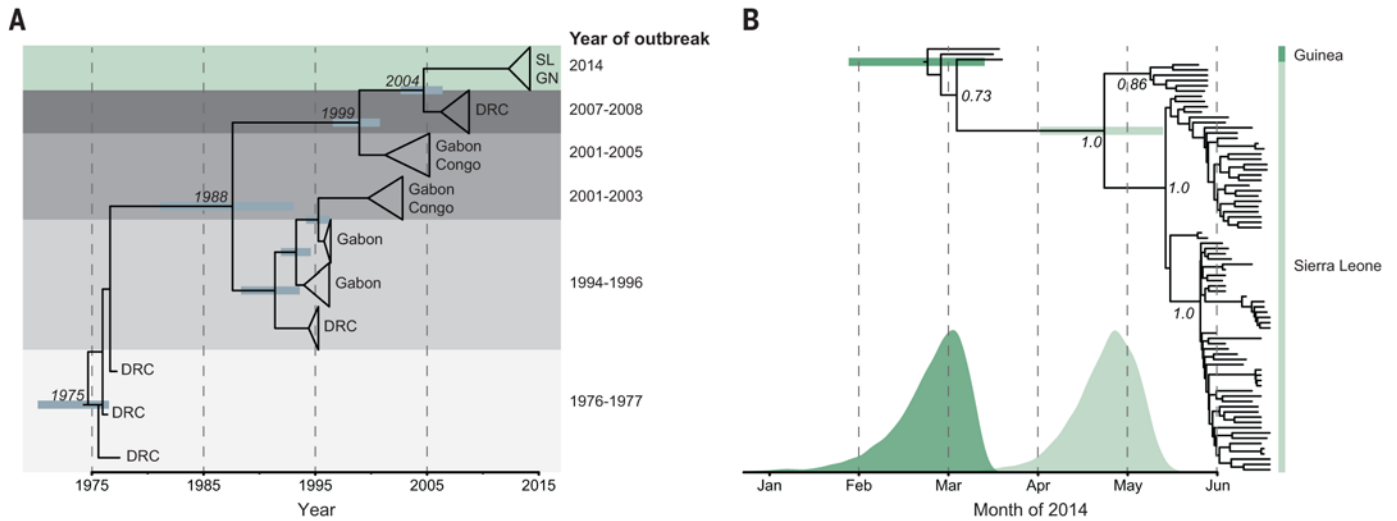 A
Year of outbreak
SL
GN
2014
2004
DRC
2007-2008
1999
Gabon
Congo
2001-2005
Gabon
Congo
2001-2003
1988
Gabon
Gabon
1994-1996
DRC
DRC
1975
DRC
1976-1977
DRC
1975 1985 1995 2005 2015
Year
B
Guinea
0.73
0.86
1.0
1.0
Sierra Leone
1.0
Jan Feb Mar Apr May Jun
Month of 2014